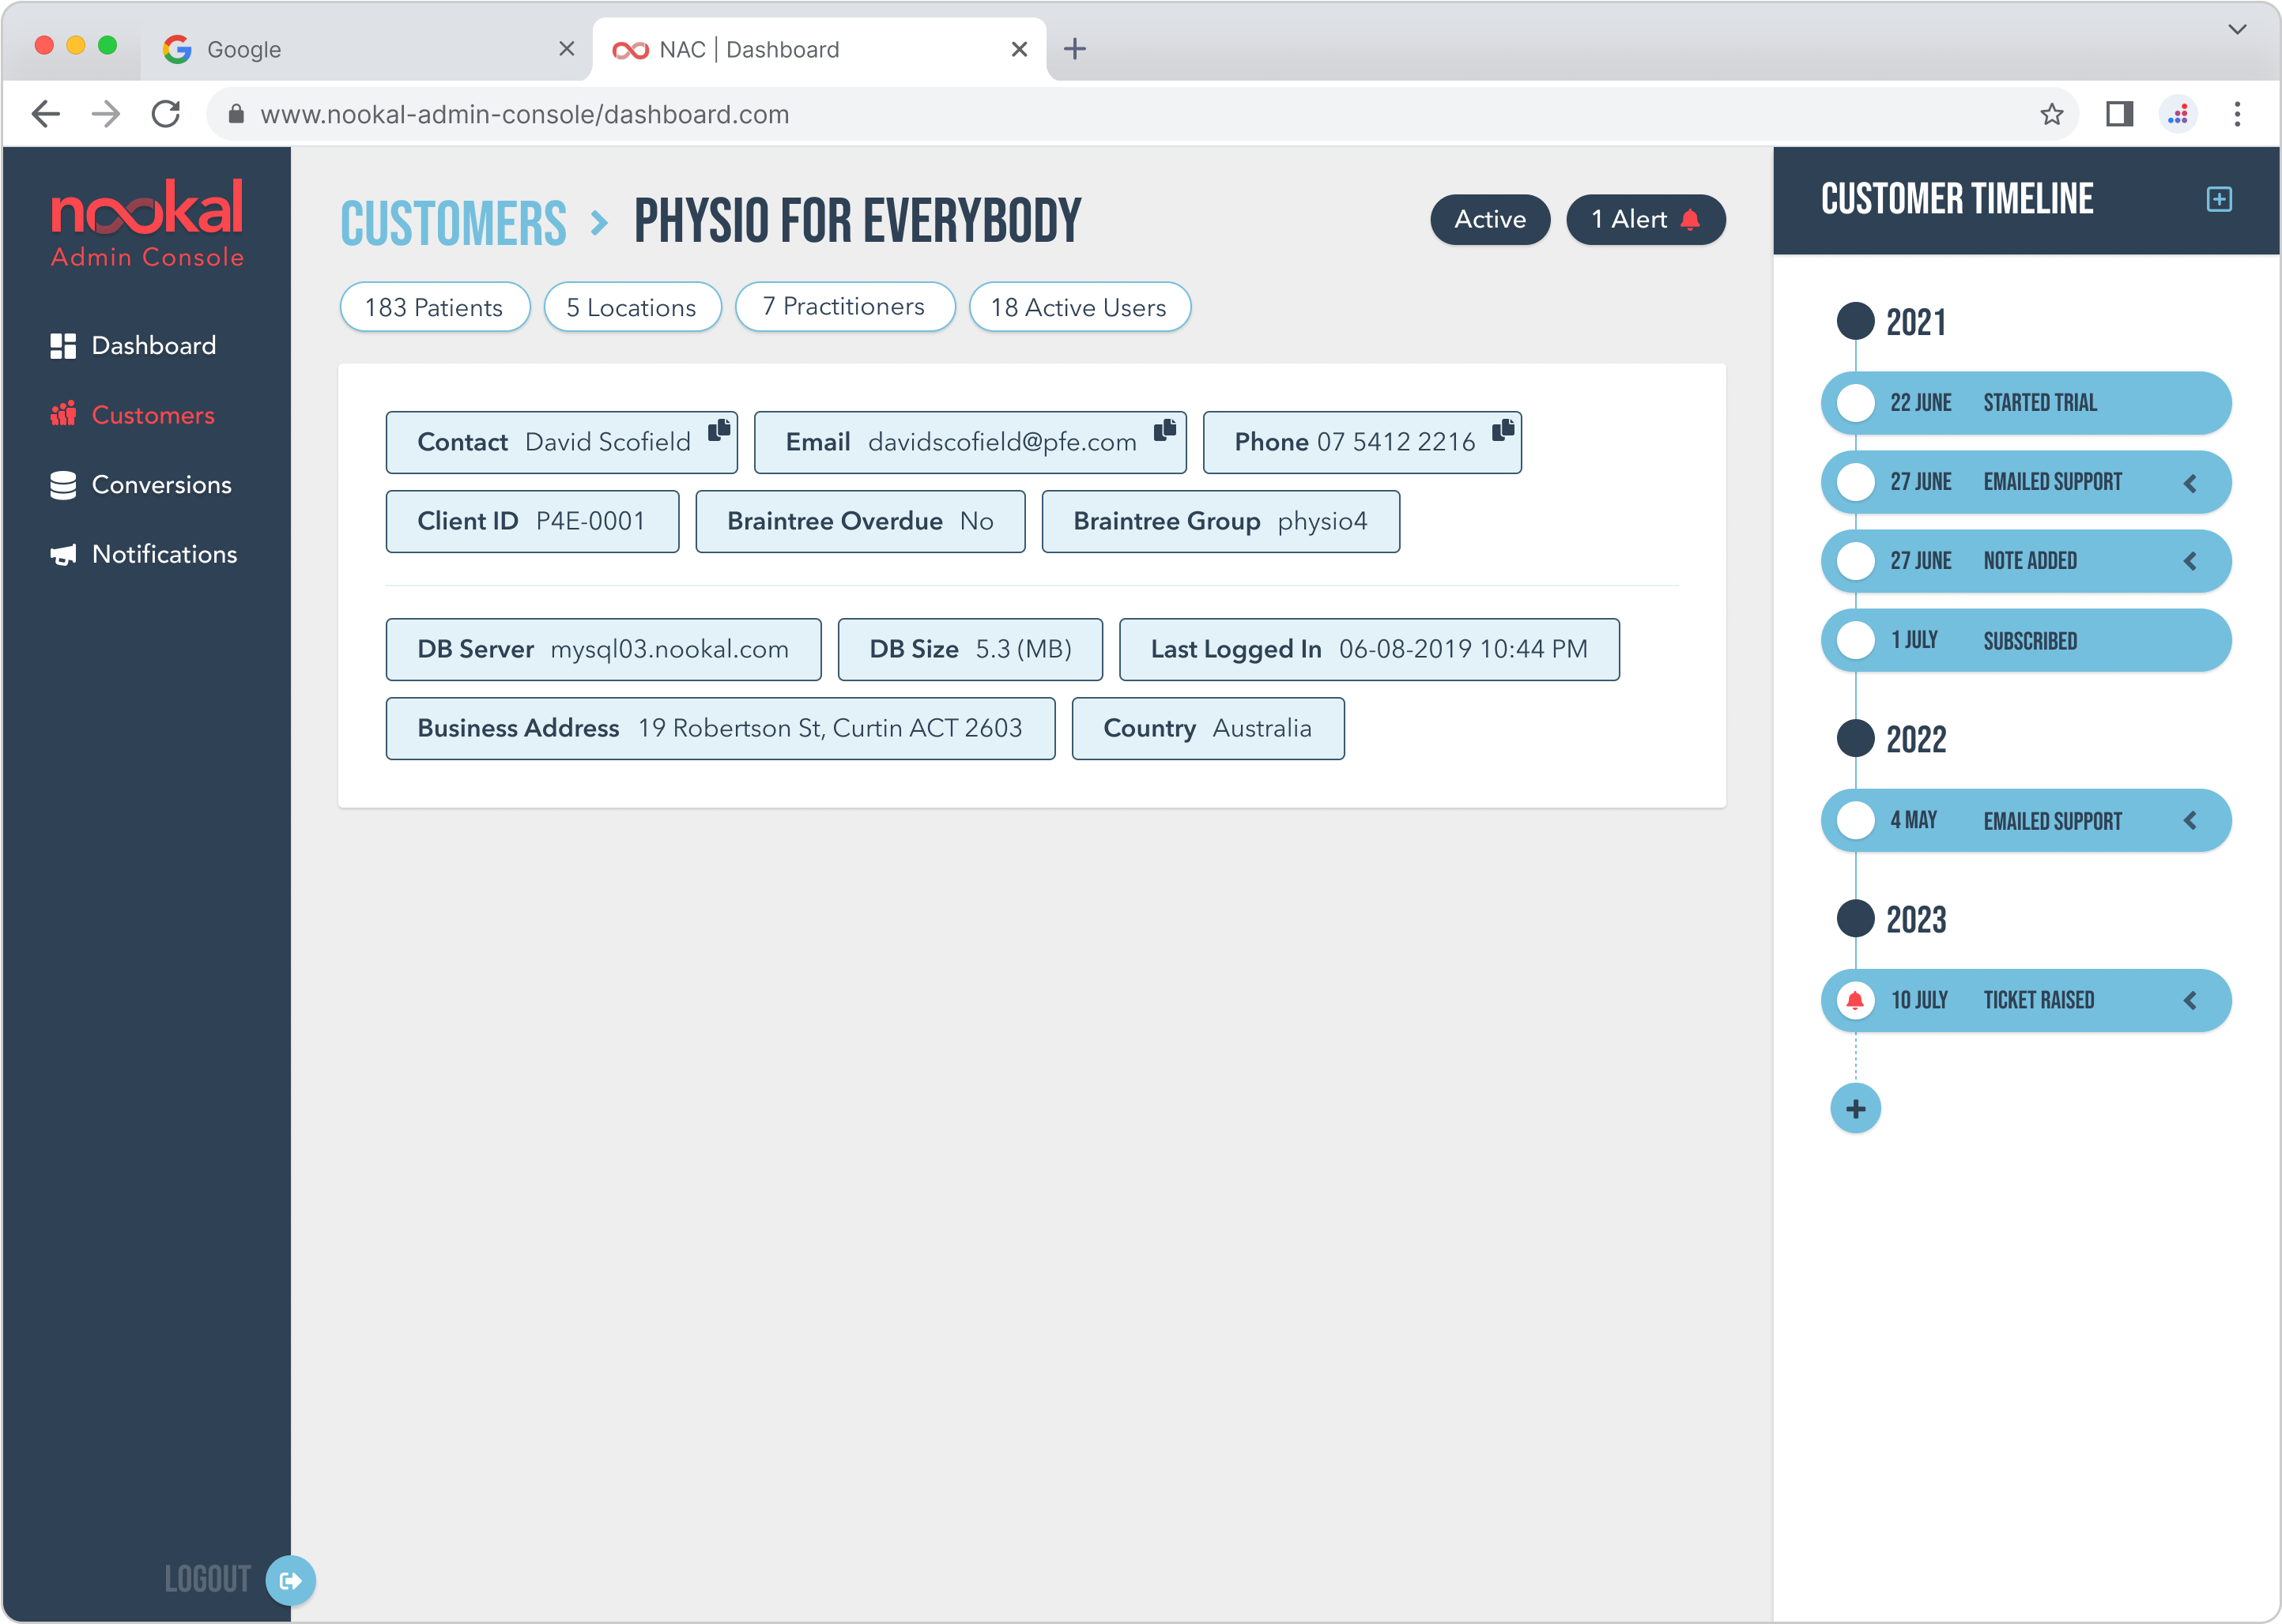 Google
NAC | Dashboard
www.nookal-admin-console/dashboard.com
nookal
Admin Console
Dashboard
Customers
Conversions
Notifications
LOGOUT
CUSTOMERS > PHYSIO FOR EVERYBODY
Active
1 Alert
183 Patients
5 Locations
7 Practitioners
18 Active Users
Contact David Scofield
Email davidscofield@pfe.com
Phone 07 5412 2216
Client ID P4E-0001
Braintree Overdue No
Braintree Group physio4
DB Server mysql03.nookal.com
DB Size 5.3 (MB)
Last Logged In 06-08-2019 10:44 PM
Business Address 19 Robertson St, Curtin ACT 2603
Country Australia
CUSTOMER TIMELINE
2021
22 JUNE STARTED TRIAL
27 JUNE EMAILED SUPPORT
27 JUNE NOTE ADDED
1 JULY SUBSCRIBED
2022
4 MAY EMAILED SUPPORT
2023
10 JULY TICKET RAISED